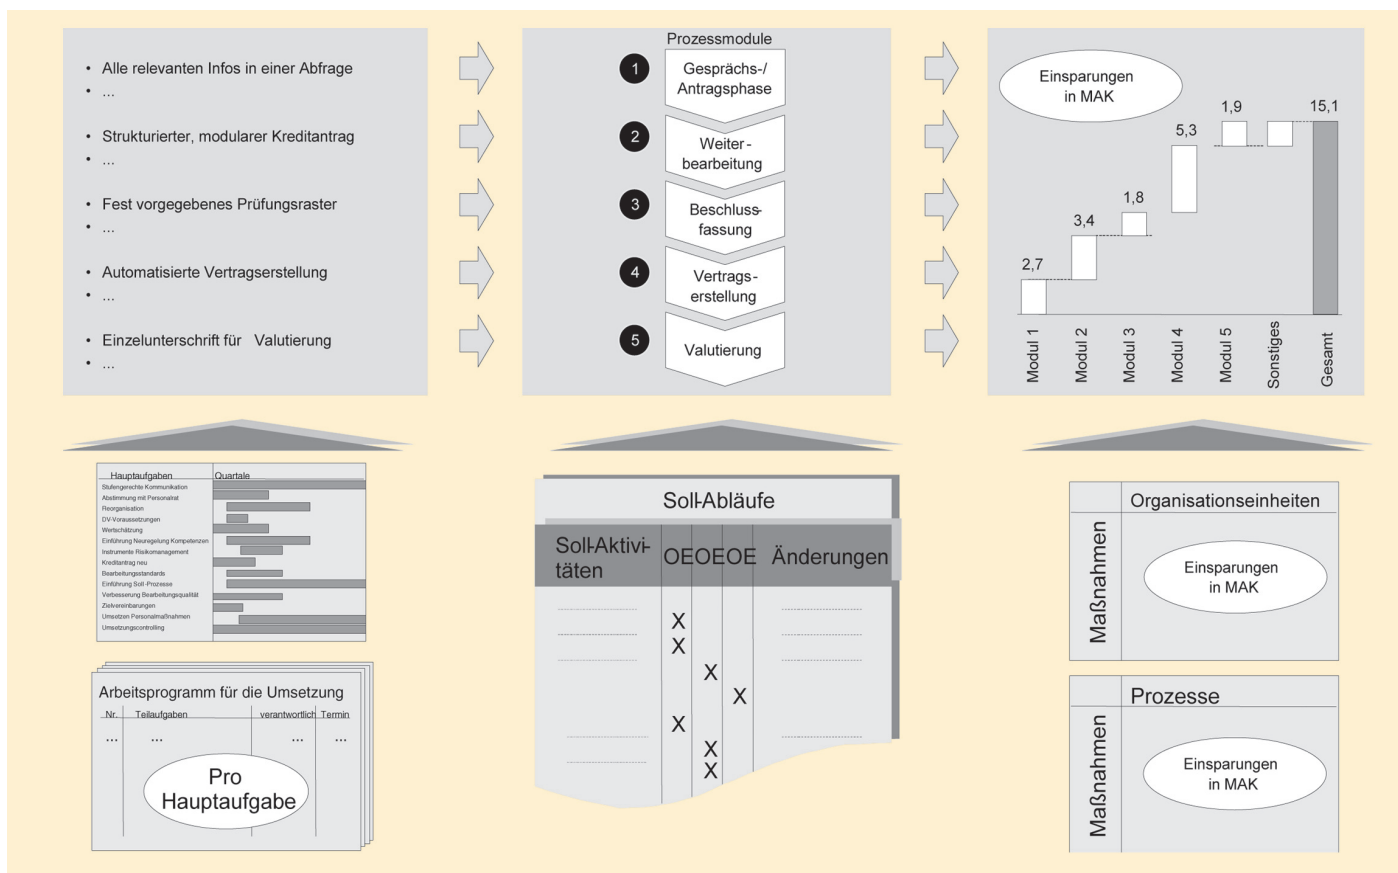 • Alle relevanten Infos in einer Abfrage
• ...
• Strukturierter, modularer Kreditantrag
• ...
• Fest vorgegebenes Prüfungsraster
• ...
• Automatisierte Vertragserstellung
• ...
• Einzelunterschrift für Valutierung
• ...
Prozessmodule
1
Gesprächs-/
Antragsphase
2
Weiter-
bearbeitung
3
Beschluss-
fassung
4
Vertrags-
erstellung
5
Valutierung
Einsparungen
in MAK
2,7
3,4
1,8
5,3
1,9
15,1
Modul 1
Modul 2
Modul 3
Modul 4
Modul 5
Sonstiges
Gesamt
Hauptaufgaben Quartale
Stufengerechte Kommunikation
Abstimmung mit Personalrat
Reorganisation
DV-Voraussetzungen
Wertschätzung
Einführung Neuregelung Kompetenzen
Instrumente Risikomanagement
Kreditantrag neu
Bearbeitungsstandards
Einführung Soll-Prozesse
Verbesserung Bearbeitungsqualität
Zielvereinbarungen
Umsetzen Personalmaßnahmen
Umsetzungscontrolling
Arbeitsprogramm für die Umsetzung
Nr. Teilaufgaben verantwortlich Termin
... ... ... ...
Pro
Hauptaufgabe
Soll-Abläufe
Soll-Aktivi-
täten
OE OE OE Änderungen
X
X
X
X
X
X
X
Organisationseinheiten
Maßnahmen
Einsparungen
in MAK
Prozesse
Maßnahmen
Einsparungen
in MAK